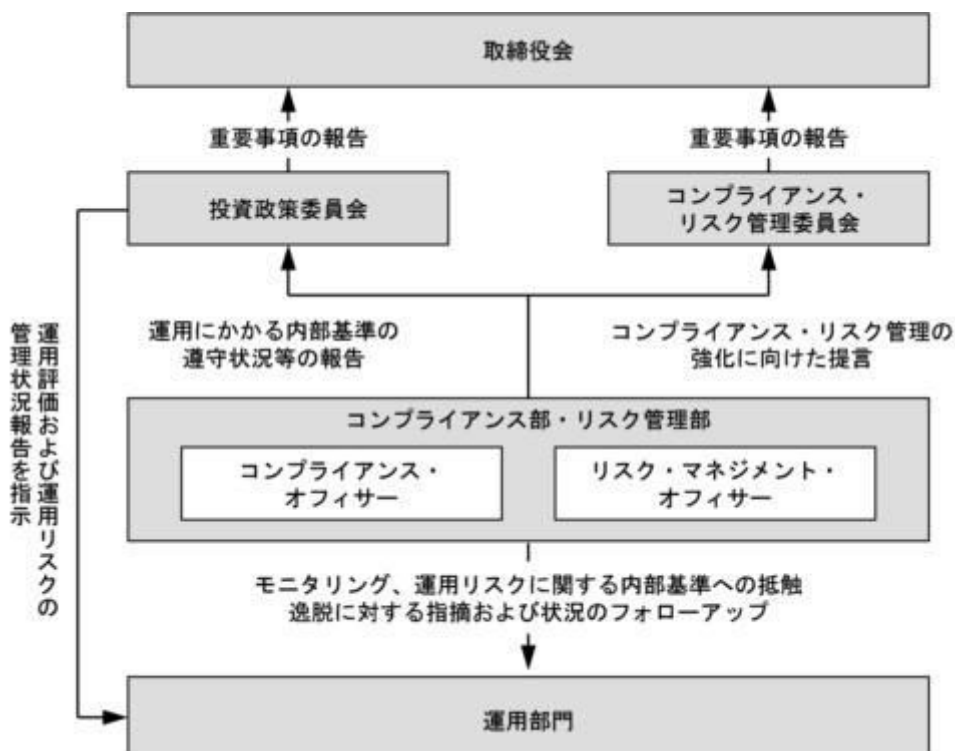 取締役会
重要事項の報告
重要事項の報告
投資政策委員会
コンプライアンス・
リスク管理委員会
運用にかかる内部基準の
遵守状況等の報告
コンプライアンス・リスク管理の
強化に向けた提言
運用評価および運用リスクの
管理状況報告を指示
コンプライアンス部・リスク管理部
コンプライアンス・
オフィサー
リスク・マネジメント・
オフィサー
モニタリング、運用リスクに関する内部基準への抵触
逸脱に対する指摘および状況のフォローアップ
運用部門